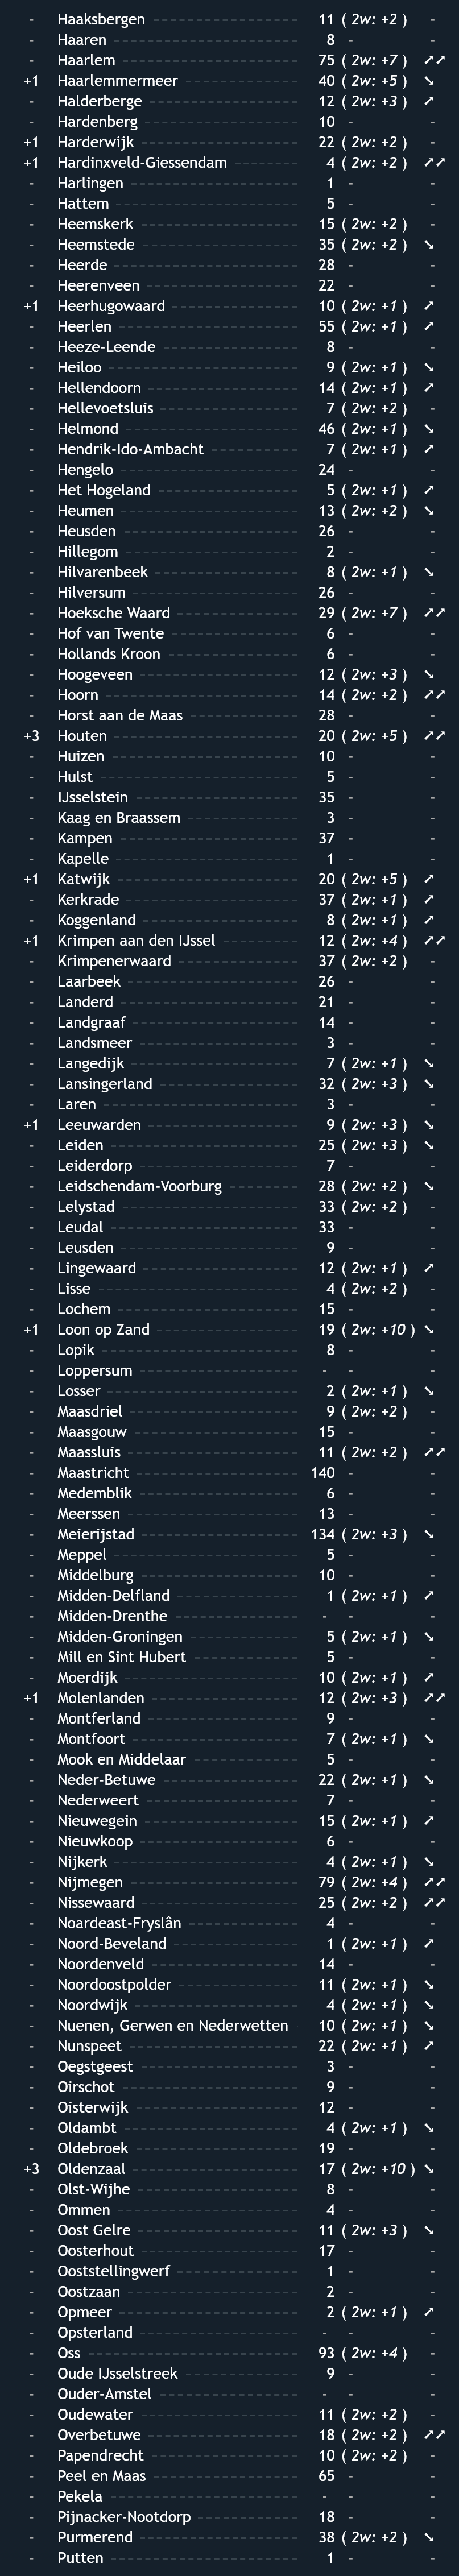 - Haaksbergen 11 ( 2w: +2 ) -
- Haaren 8 - -
- Haarlem 75 ( 2w: +7 ) ➚➚
+1 Haarlemmermeer 40 ( 2w: +5 ) ➘
- Halderberge 12 ( 2w: +3 ) ➚
- Hardenberg 10 - -
+1 Harderwijk 22 ( 2w: +2 ) -
+1 Hardinxveld-Giessendam 4 ( 2w: +2 ) ➚➚
- Harlingen 1 - -
- Hattem 5 - -
- Heemskerk 15 ( 2w: +2 ) -
- Heemstede 35 ( 2w: +2 ) ➘
- Heerde 28 - -
- Heerenveen 22 - -
+1 Heerhugowaard 10 ( 2w: +1 ) ➚
- Heerlen 55 ( 2w: +1 ) ➚
- Heeze-Leende 8 - -
- Heiloo 9 ( 2w: +1 ) ➘
- Hellendoorn 14 ( 2w: +1 ) ➚
- Hellevoetsluis 7 ( 2w: +2 ) -
- Helmond 46 ( 2w: +1 ) ➘
- Hendrik-Ido-Ambacht 7 ( 2w: +1 ) ➚
- Hengelo 24 - -
- Het Hogeland 5 ( 2w: +1 ) ➚
- Heumen 13 ( 2w: +2 ) ➘
- Heusden 26 - -
- Hillegom 2 - -
- Hilvarenbeek 8 ( 2w: +1 ) ➘
- Hilversum 26 - -
- Hoeksche Waard 29 ( 2w: +7 ) ➚➚
- Hof van Twente 6 - -
- Hollands Kroon 6 - -
- Hoogeveen 12 ( 2w: +3 ) ➘
- Hoorn 14 ( 2w: +2 ) ➚➚
- Horst aan de Maas 28 - -
+3 Houten 20 ( 2w: +5 ) ➚➚
- Huizen 10 - -
- Hulst 5 - -
- IJsselstein 35 - -
- Kaag en Braassem 3 - -
- Kampen 37 - -
- Kapelle 1 - -
+1 Katwijk 20 ( 2w: +5 ) ➚
- Kerkrade 37 ( 2w: +1 ) ➚
- Koggenland 8 ( 2w: +1 ) ➚
+1 Krimpen aan den IJssel 12 ( 2w: +4 ) ➚➚
- Krimpenerwaard 37 ( 2w: +2 ) -
- Laarbeek 26 - -
- Landerd 21 - -
- Landgraaf 14 - -
- Landsmeer 3 - -
- Langedijk 7 ( 2w: +1 ) ➘
- Lansingerland 32 ( 2w: +3 ) ➘
- Laren 3 - -
+1 Leeuwarden 9 ( 2w: +3 ) ➘
- Leiden 25 ( 2w: +3 ) ➘
- Leiderdorp 7 - -
- Leidschendam-Voorburg 28 ( 2w: +2 ) ➘
- Lelystad 33 ( 2w: +2 ) -
- Leudal 33 - -
- Leusden 9 - -
- Lingewaard 12 ( 2w: +1 ) ➚
- Lisse 4 ( 2w: +2 ) -
- Lochem 15 - -
+1 Loon op Zand 19 ( 2w: +10 ) ➘
- Lopik 8 - -
- Loppersum - - -
- Losser 2 ( 2w: +1 ) ➘
- Maasdriel 9 ( 2w: +2 ) -
- Maasgouw 15 - -
- Maassluis 11 ( 2w: +2 ) ➚➚
- Maastricht 140 - -
- Medemblik 6 - -
- Meerssen 13 - -
- Meierijstad 134 ( 2w: +3 ) ➘
- Meppel 5 - -
- Middelburg 10 - -
- Midden-Delfland 1 ( 2w: +1 ) ➚
- Midden-Drenthe - - -
- Midden-Groningen 5 ( 2w: +1 ) ➘
- Mill en Sint Hubert 5 - -
- Moerdijk 10 ( 2w: +1 ) ➚
+1 Molenlanden 12 ( 2w: +3 ) ➚➚
- Montferland 9 - -
- Montfoort 7 ( 2w: +1 ) ➘
- Mook en Middelaar 5 - -
- Neder-Betuwe 22 ( 2w: +1 ) ➘
- Nederweert 7 - -
- Nieuwegein 15 ( 2w: +1 ) ➚
- Nieuwkoop 6 - -
- Nijkerk 4 ( 2w: +1 ) ➘
- Nijmegen 79 ( 2w: +4 ) ➚➚
- Nissewaard 25 ( 2w: +2 ) ➚➚
- Noardeast-Fryslân 4 - -
- Noord-Beveland 1 ( 2w: +1 ) ➚
- Noordenveld 14 - -
- Noordoostpolder 11 ( 2w: +1 ) ➘
- Noordwijk 4 ( 2w: +1 ) ➘
- Nuenen, Gerwen en Nederwetten 10 ( 2w: +1 ) ➘
- Nunspeet 22 ( 2w: +1 ) ➚
- Oegstgeest 3 - -
- Oirschot 9 - -
- Oisterwijk 12 - -
- Oldambt 4 ( 2w: +1 ) ➘
- Oldebroek 19 - -
+3 Oldenzaal 17 ( 2w: +10 ) ➘
- Olst-Wijhe 8 - -
- Ommen 4 - -
- Oost Gelre 11 ( 2w: +3 ) ➘
- Oosterhout 17 - -
- Ooststellingwerf 1 - -
- Oostzaan 2 - -
- Opmeer 2 ( 2w: +1 ) ➚
- Opsterland - - -
- Oss 93 ( 2w: +4 ) -
- Oude IJsselstreek 9 - -
- Ouder-Amstel - - -
- Oudewater 11 ( 2w: +2 ) -
- Overbetuwe 18 ( 2w: +2 ) ➚➚
- Papendrecht 10 ( 2w: +2 ) -
- Peel en Maas 65 - -
- Pekela - - -
- Pijnacker-Nootdorp 18 - -
- Purmerend 38 ( 2w: +2 ) ➘
- Putten 1 - -